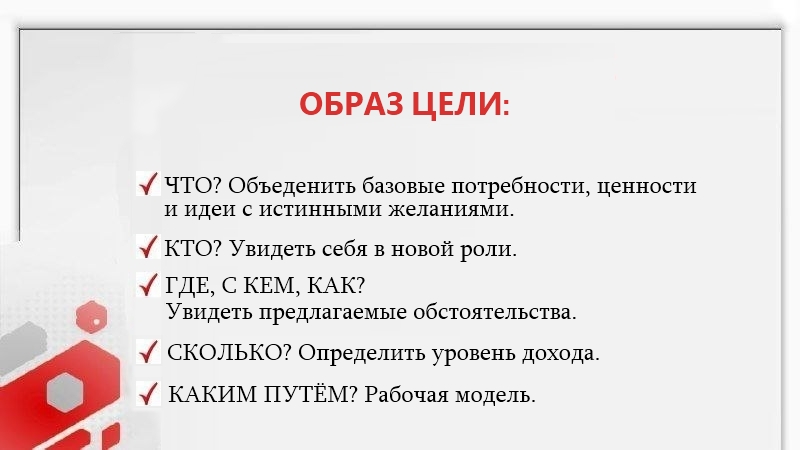 ОБРАЗ ЦЕЛИ:
ЧТО? Объеденить базовые потребности, ценности
и идеи с истинными желаниями.
КТО? Увидеть себя в новой роли.
ГДЕ, С КЕМ, КАК?
Увидеть предлагаемые обстоятельства.
СКОЛЬКО? Определить уровень дохода.
КАКИМ ПУТЁМ? Рабочая модель.